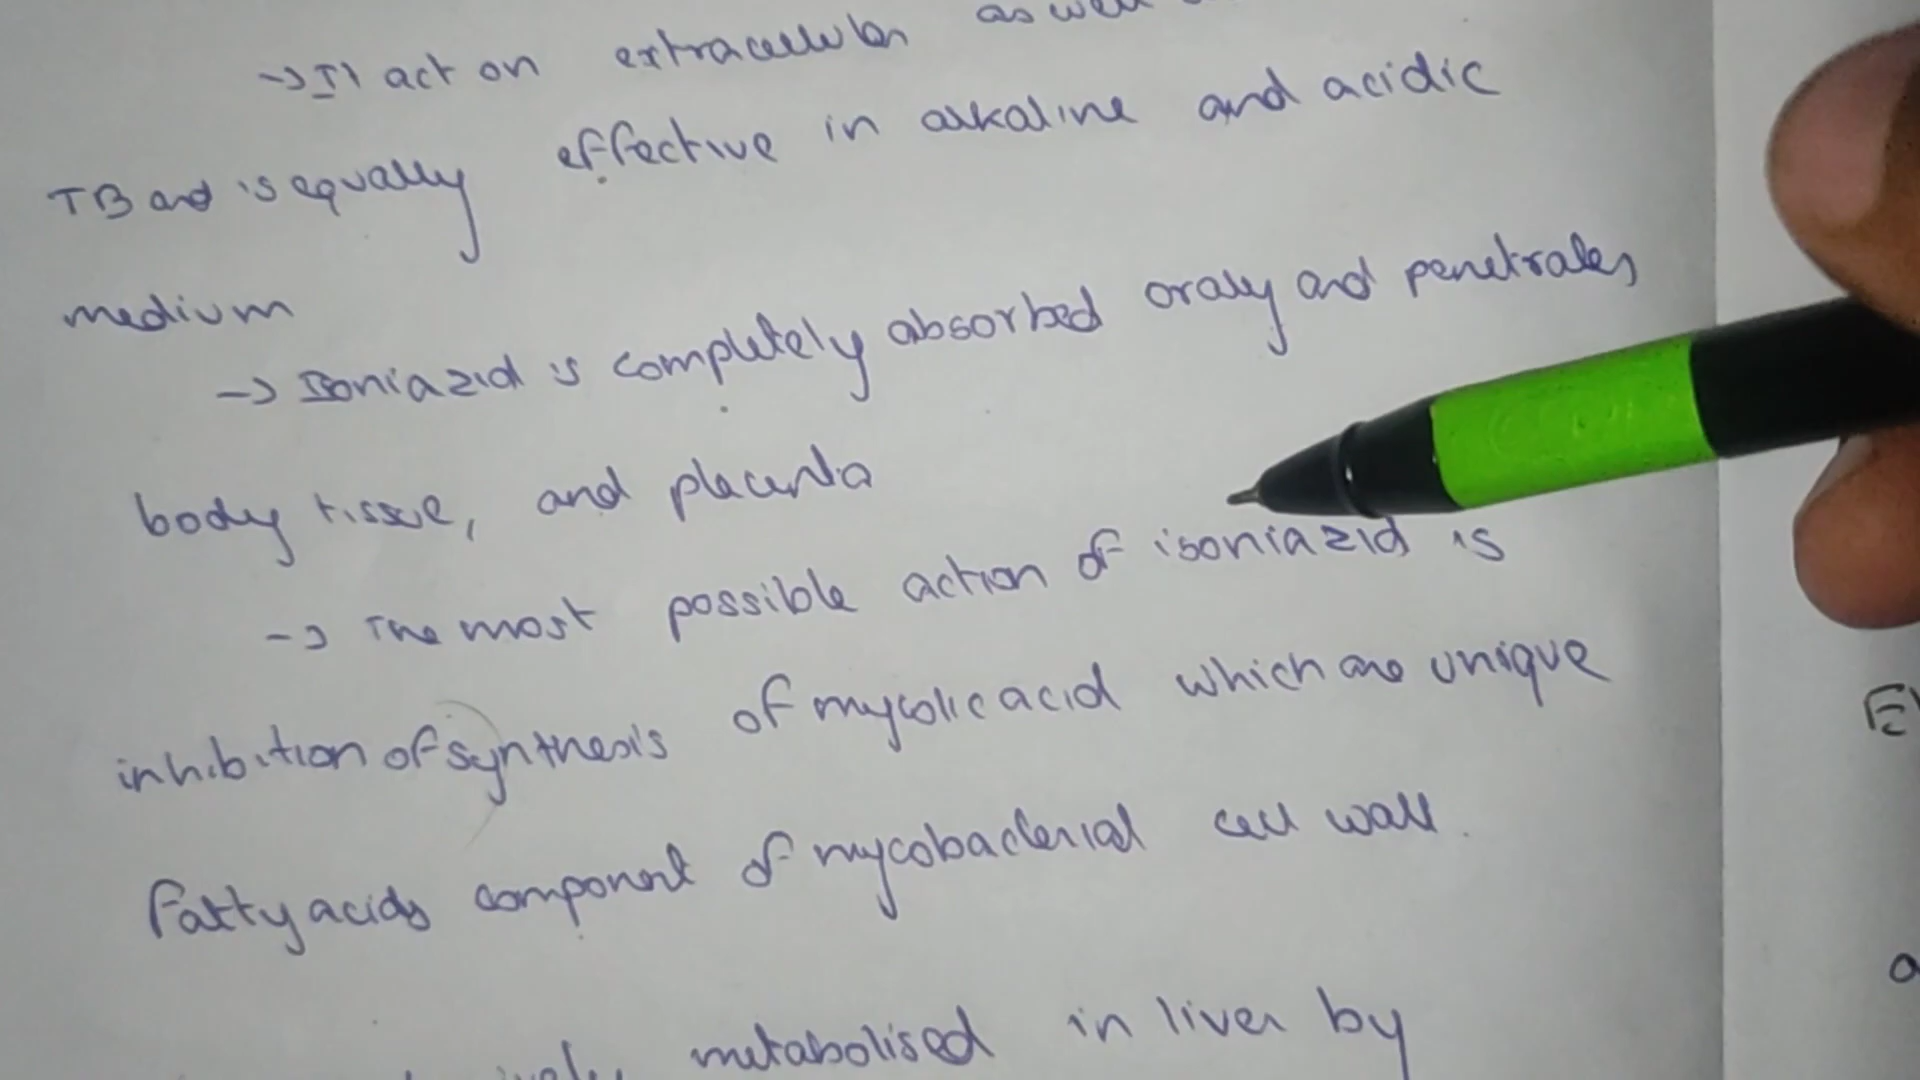 → It act on extracellular as well
TB and is equally effective in alkaline and acidic
medium
→ Isoniazid is completely absorbed oraly and penetrates
body tissue, and placenta
→ The most possible action of isoniazid is
inhibition of synthesis of mycolic acid which are unique
fatty acids component of mycobacterial cell wall.
metabolised in liver by